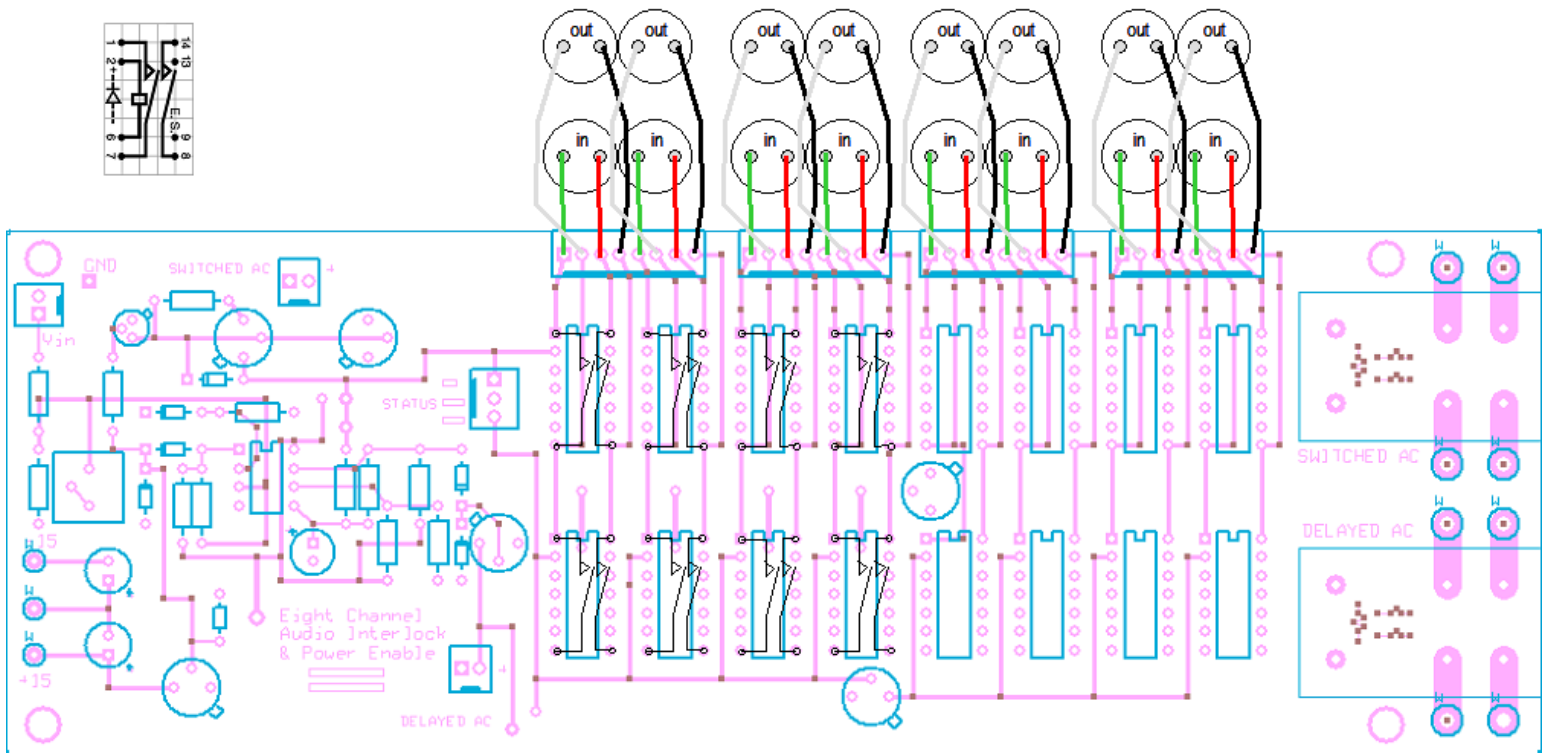 out out out out out out out out
1 14
2 + 13
E.S.
6 9
7 8
in in in in in in in in
GND
SWITCHED AC +
Vin
STATUS
SWITCHED AC
DELAYED AC
15
W W W W W W W W
W
W
W
+15
Eight Channel
Audio Interlock
& Power Enable
+
DELAYED AC